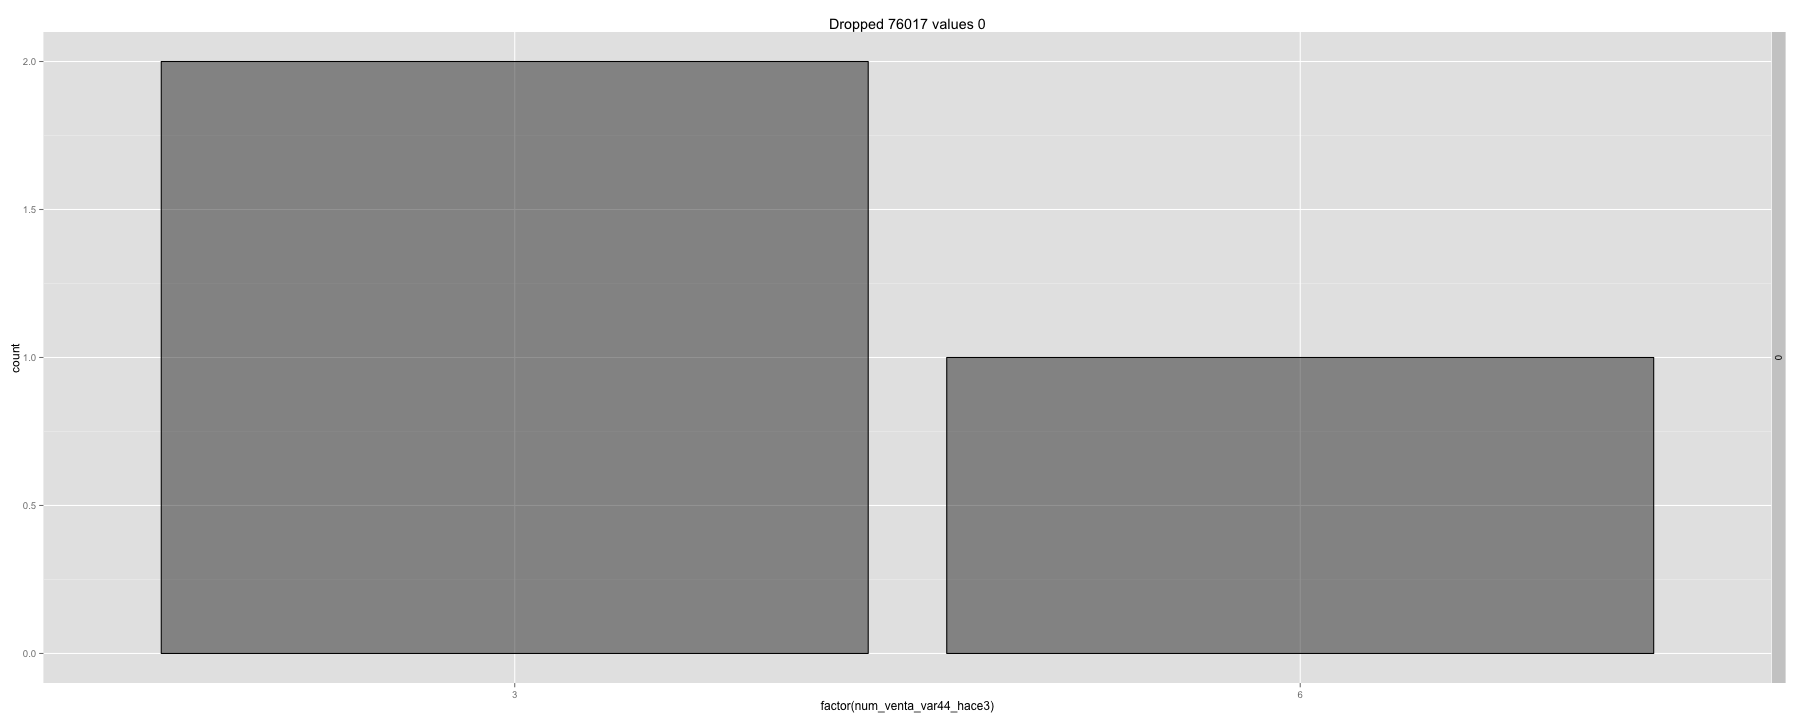 Dropped 76017 values 0
2.0
1.5
1.0
0.5
0.0
count
0
3
6
factor(num_venta_var44_hace3)